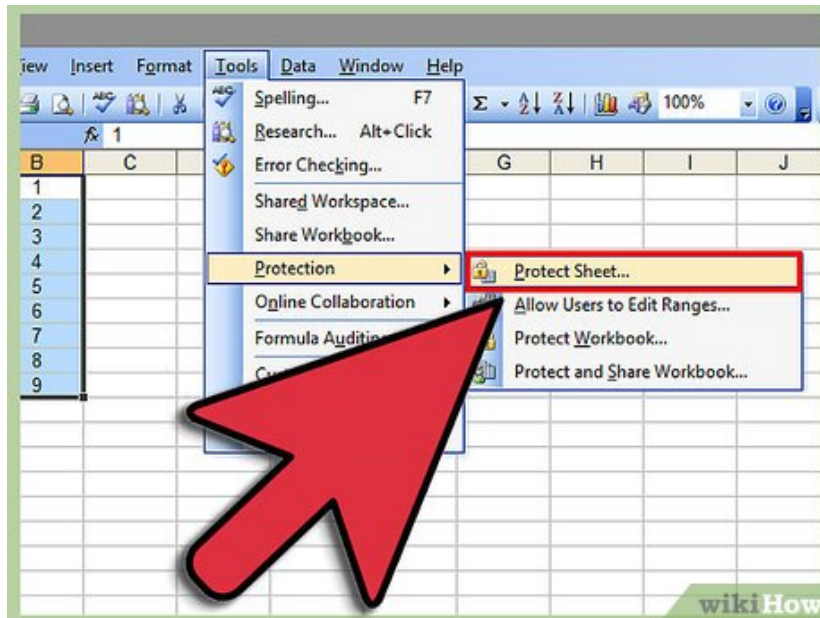 iew Insert Format Tools Data Window Help
Σ 100%
1
B C G H I J
1
2
3
4
5
6
7
8
9
Spelling... F7
Research... Alt+Click
Error Checking...
Shared Workspace...
Share Workbook...
Protection
Online Collaboration
Formula Auditin
Protect Sheet...
Allow Users to Edit Ranges...
Protect Workbook...
Protect and Share Workbook...
wikiHow